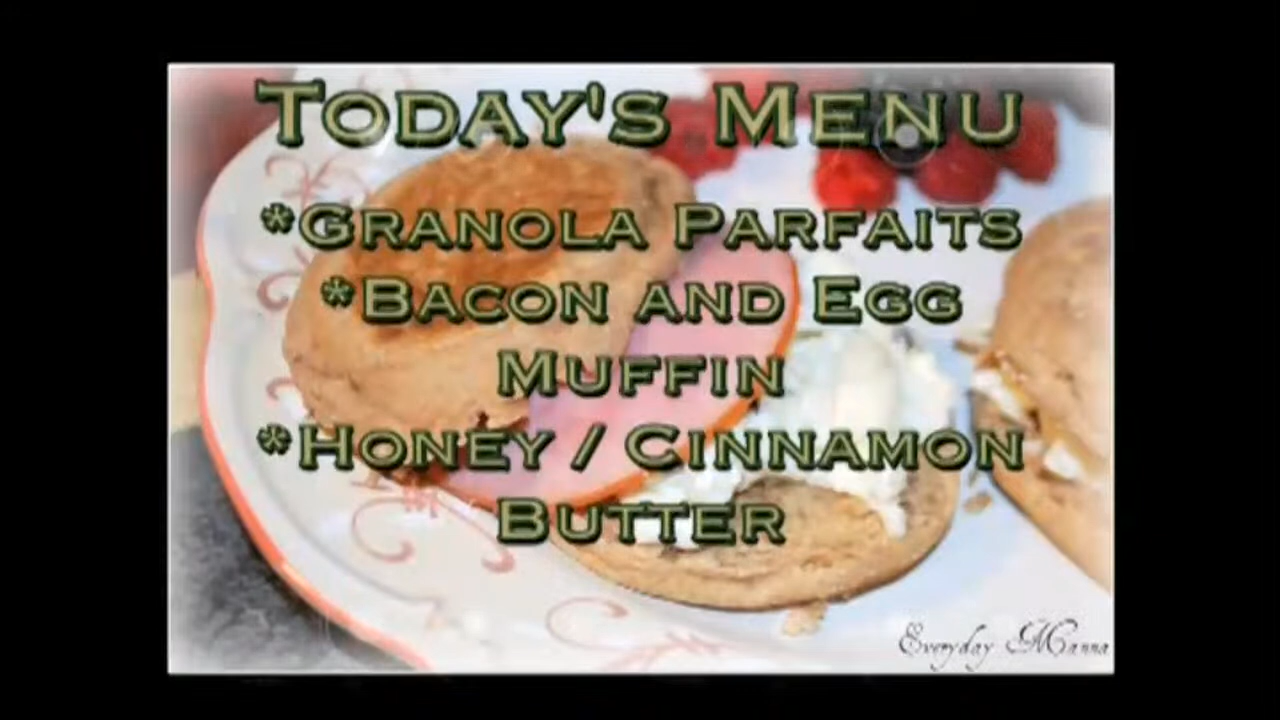 TODAY'S MENU
*GRANOLA PARFAITS
*BACON AND EGG
MUFFIN
*HONEY / CINNAMON
BUTTER
Everyday Manna